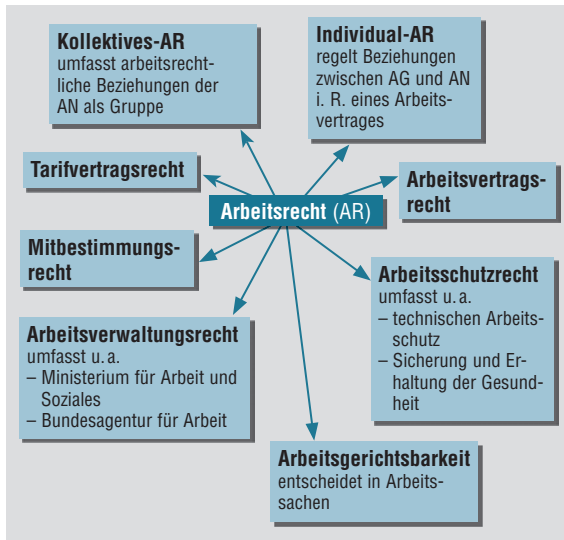 Kollektives-AR
umfasst arbeitsrecht-
liche Beziehungen der
AN als Gruppe
Individual-AR
regelt Beziehungen
zwischen AG und AN
i. R. eines Arbeits-
vertrages
Tarifvertragsrecht
Arbeitsvertrags-
recht
Arbeitsrecht (AR)
Mitbestimmungs-
recht
Arbeitsschutzrecht
umfasst u. a.
– technischen Arbeits-
schutz
– Sicherung und Er-
haltung der Gesund-
heit
Arbeitsverwaltungsrecht
umfasst u. a.
– Ministerium für Arbeit und
Soziales
– Bundesagentur für Arbeit
Arbeitsgerichtsbarkeit
entscheidet in Arbeits-
sachen